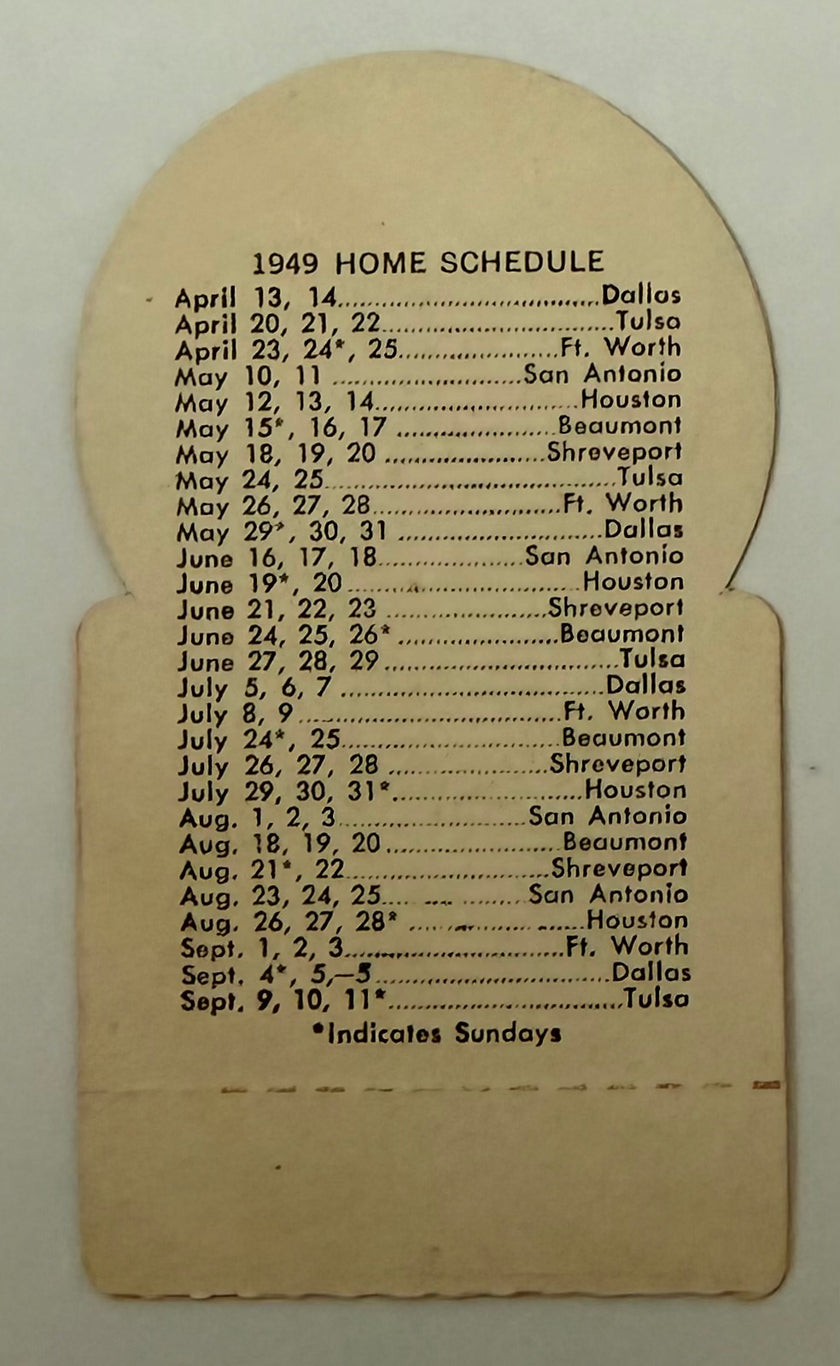 1949 HOME SCHEDULE
April 13, 14..............................Dallas
April 20, 21, 22..............................Tulsa
April 23, 24*, 25.....................Ft. Worth
May 10, 11 .........................San Antonio
May 12, 13, 14...........................Houston
May 15*, 16, 17 .....................Beaumont
May 18, 19, 20 .....................Shreveport
May 24, 25.....................................Tulsa
May 26, 27, 28.........................Ft. Worth
May 29*, 30, 31 ..........................Dallas
June 16, 17, 18...................San Antonio
June 19*, 20..............................Houston
June 21, 22, 23 .....................Shreveport
June 24, 25, 26* .....................Beaumont
June 27, 28, 29..............................Tulsa
July 5, 6, 7 .................................Dallas
July 8, 9..................................Ft. Worth
July 24*, 25............................Beaumont
July 26, 27, 28 .....................Shreveport
July 29, 30, 31*.........................Houston
Aug. 1, 2, 3........................San Antonio
Aug. 18, 19, 20.......................Beaumont
Aug. 21*, 22..........................Shreveport
Aug. 23, 24, 25.... .... ........San Antonio
Aug. 26, 27, 28* .......................Houston
Sept. 1, 2, 3............................Ft. Worth
Sept. 4*, 5,—5..............................Dallas
Sept. 9, 10, 11*..............................Tulsa
*Indicates Sundays